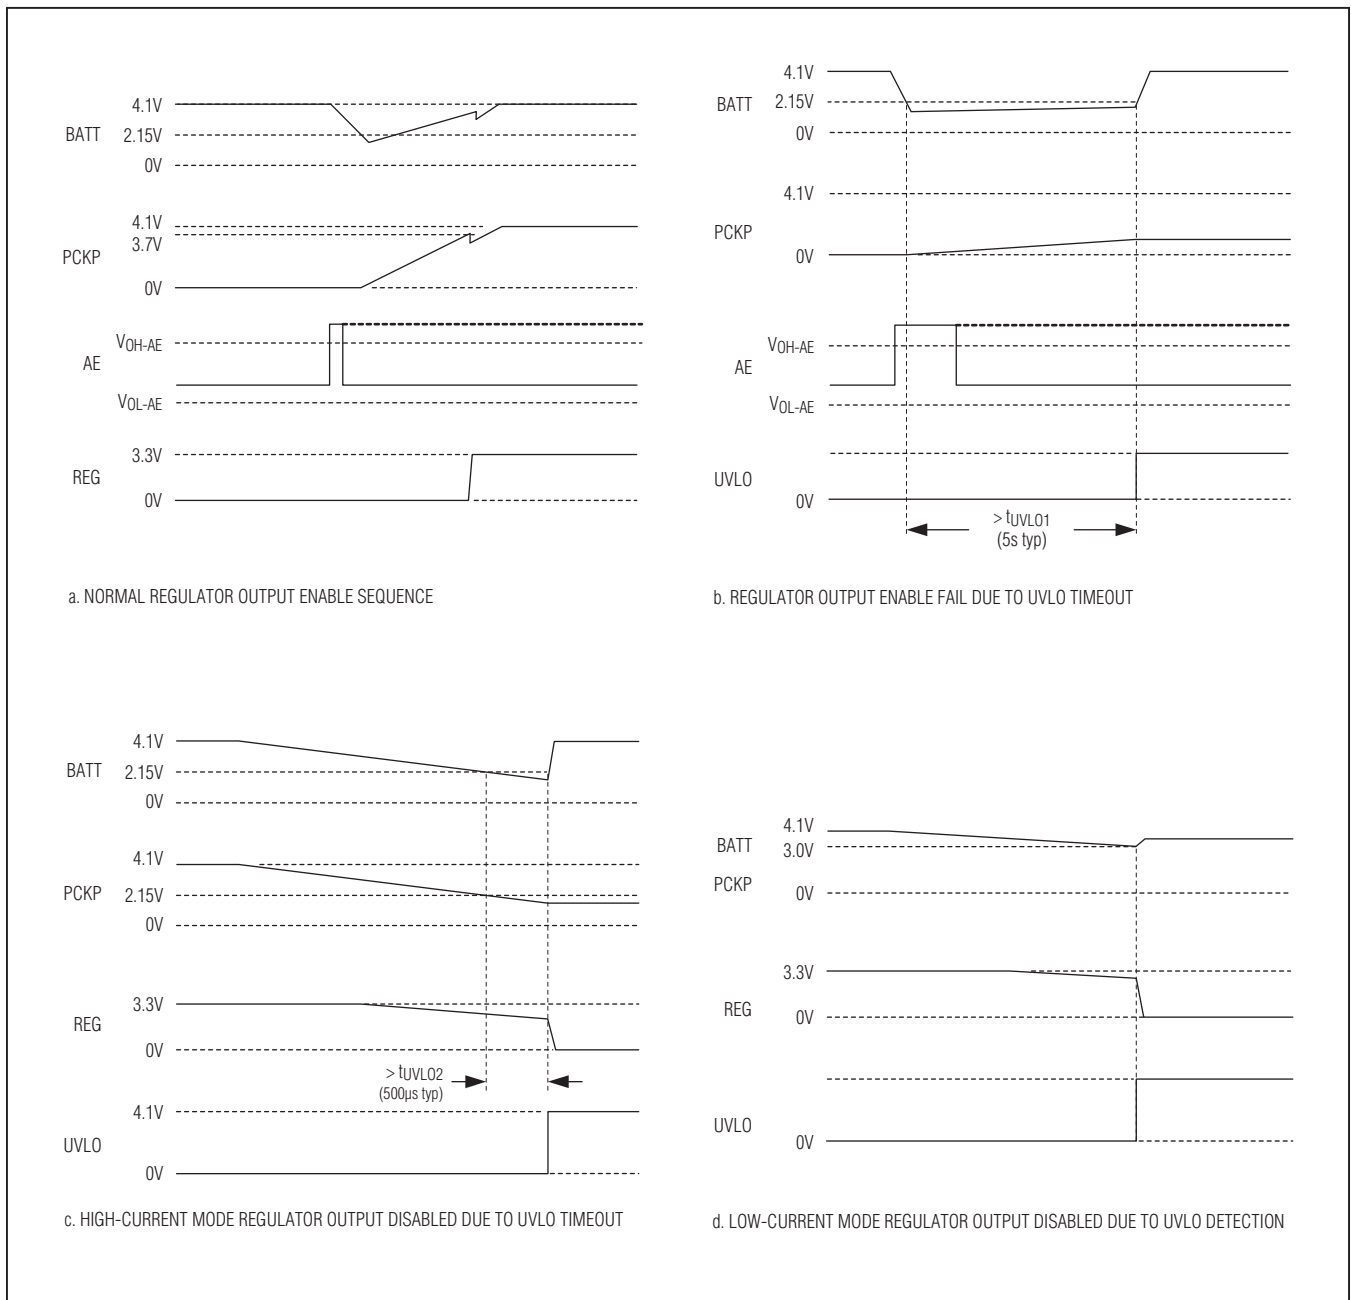 4.1V
BATT 2.15V
0V
4.1V
3.7V
PCKP
0V
VOH-AE
AE
VOL-AE
3.3V
REG
0V
a. NORMAL REGULATOR OUTPUT ENABLE SEQUENCE
4.1V
BATT 2.15V
0V
4.1V
PCKP
0V
VOH-AE
AE
VOL-AE
UVLO
0V
> tUVLO1
(5s typ)
b. REGULATOR OUTPUT ENABLE FAIL DUE TO UVLO TIMEOUT
4.1V
BATT 2.15V
0V
4.1V
PCKP 2.15V
0V
3.3V
REG
0V
> tUVLO2
(500µs typ)
4.1V
UVLO
0V
c. HIGH-CURRENT MODE REGULATOR OUTPUT DISABLED DUE TO UVLO TIMEOUT
4.1V
BATT 3.0V
PCKP 0V
3.3V
REG 0V
UVLO
0V
d. LOW-CURRENT MODE REGULATOR OUTPUT DISABLED DUE TO UVLO DETECTION